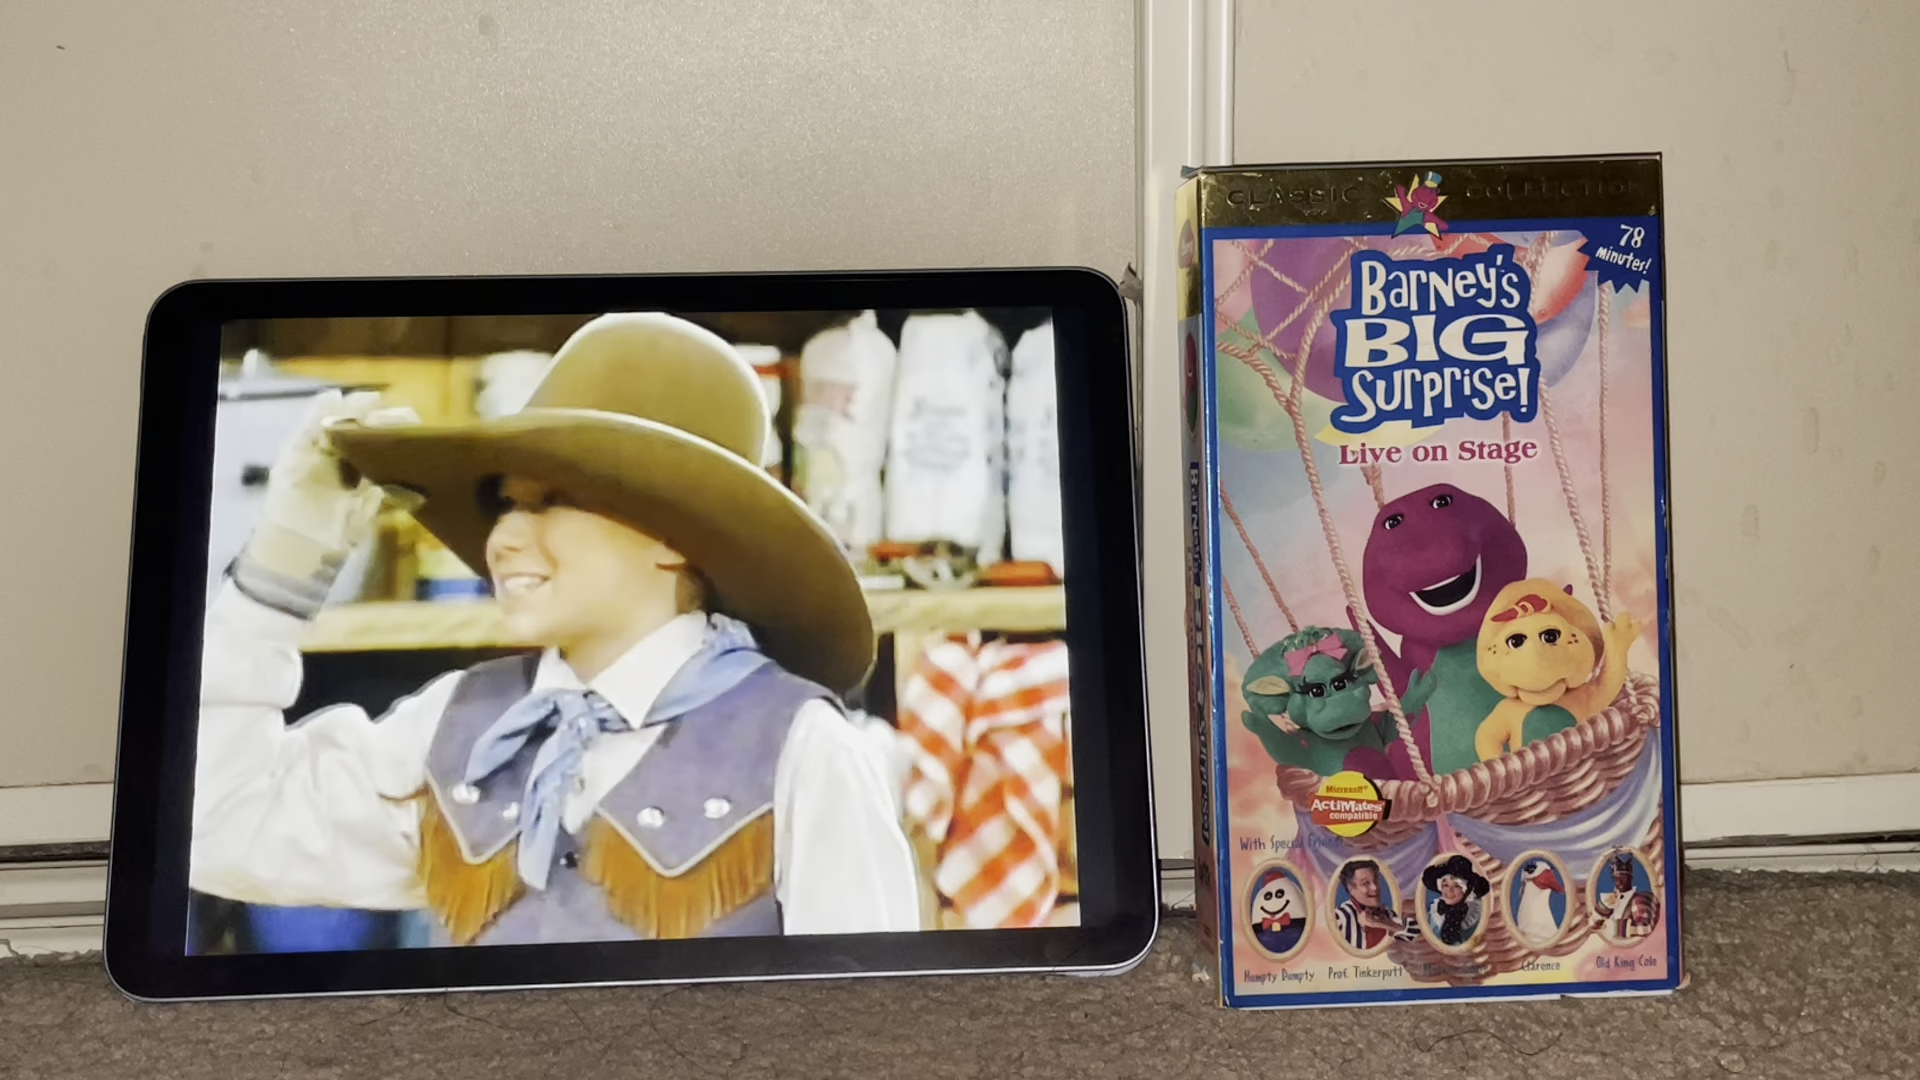 CLASSIC COLLECTION
78
minutes!
Barney's
BIG
Surprise!
Live on Stage
Microsoft
ActiMates
compatible
With Special Friends
Humpty Dumpty
Prof. Tinkerputt
Clarence
Old King Cole